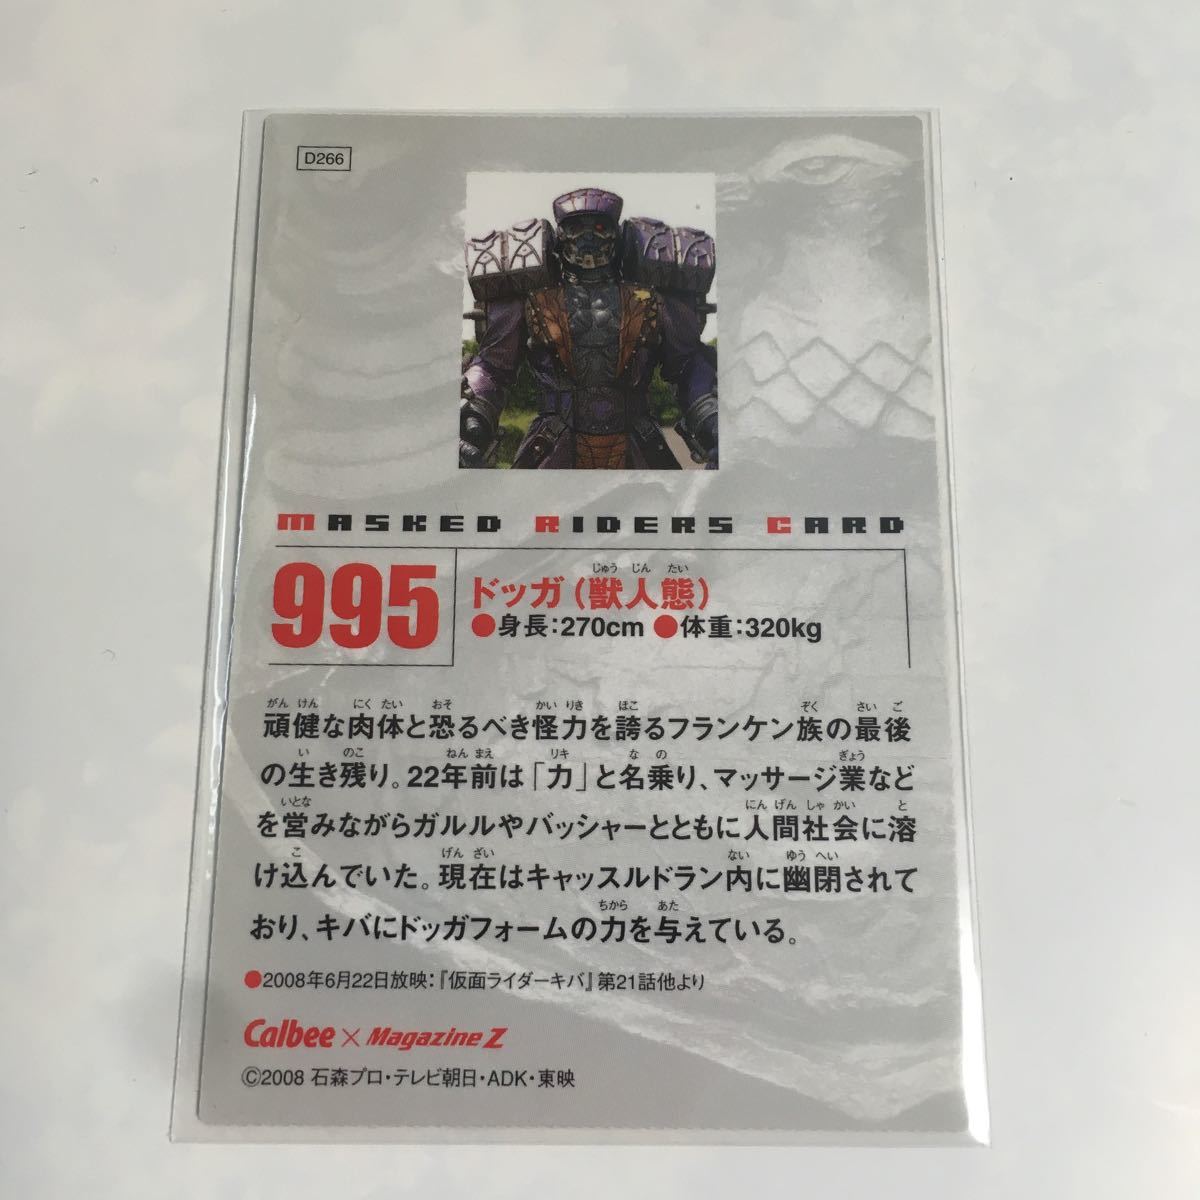 D266
MASKED RIDERS CARD
995
じゅう じん たい
ドッガ(獣人態)
●身長:270cm ●体重:320kg
がん けん にく たい おそ かい りき ほこ ぞく さい ご
頑健な肉体と恐るべき怪力を誇るフランケン族の最後
い のこ ねん まえ リキ な の ぎょう
の生き残り。22年前は「力」と名乗り、マッサージ業など
いとな にん げん しゃ かい と
を営みながらガルルやバッシャーとともに人間社会に溶
こ げん ざい ない ゆう へい
け込んでいた。現在はキャッスルドラン内に幽閉されて
ちから あた
おり、キバにドッガフォームの力を与えている。
●2008年6月22日放映:『仮面ライダーキバ』第21話他より
Calbee × Magazine Z
©2008 石森プロ・テレビ朝日・ADK・東映